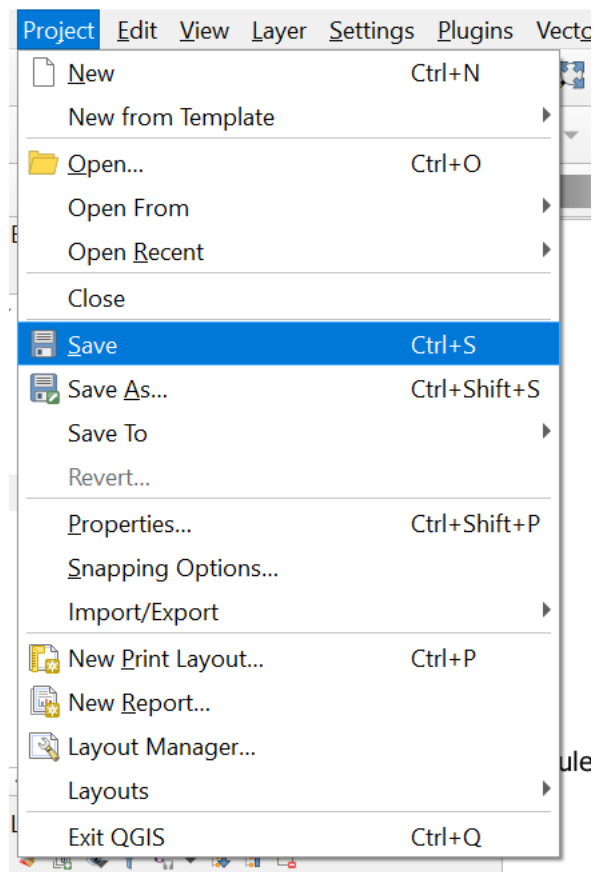 Project Edit View Layer Settings Plugins Vecto
New Ctrl+N
New from Template
Open... Ctrl+O
Open From
Open Recent
Close
Save Ctrl+S
Save As... Ctrl+Shift+S
Save To
Revert...
Properties... Ctrl+Shift+P
Snapping Options...
Import/Export
New Print Layout... Ctrl+P
New Report...
Layout Manager...
ule
Layouts
Exit QGIS Ctrl+Q